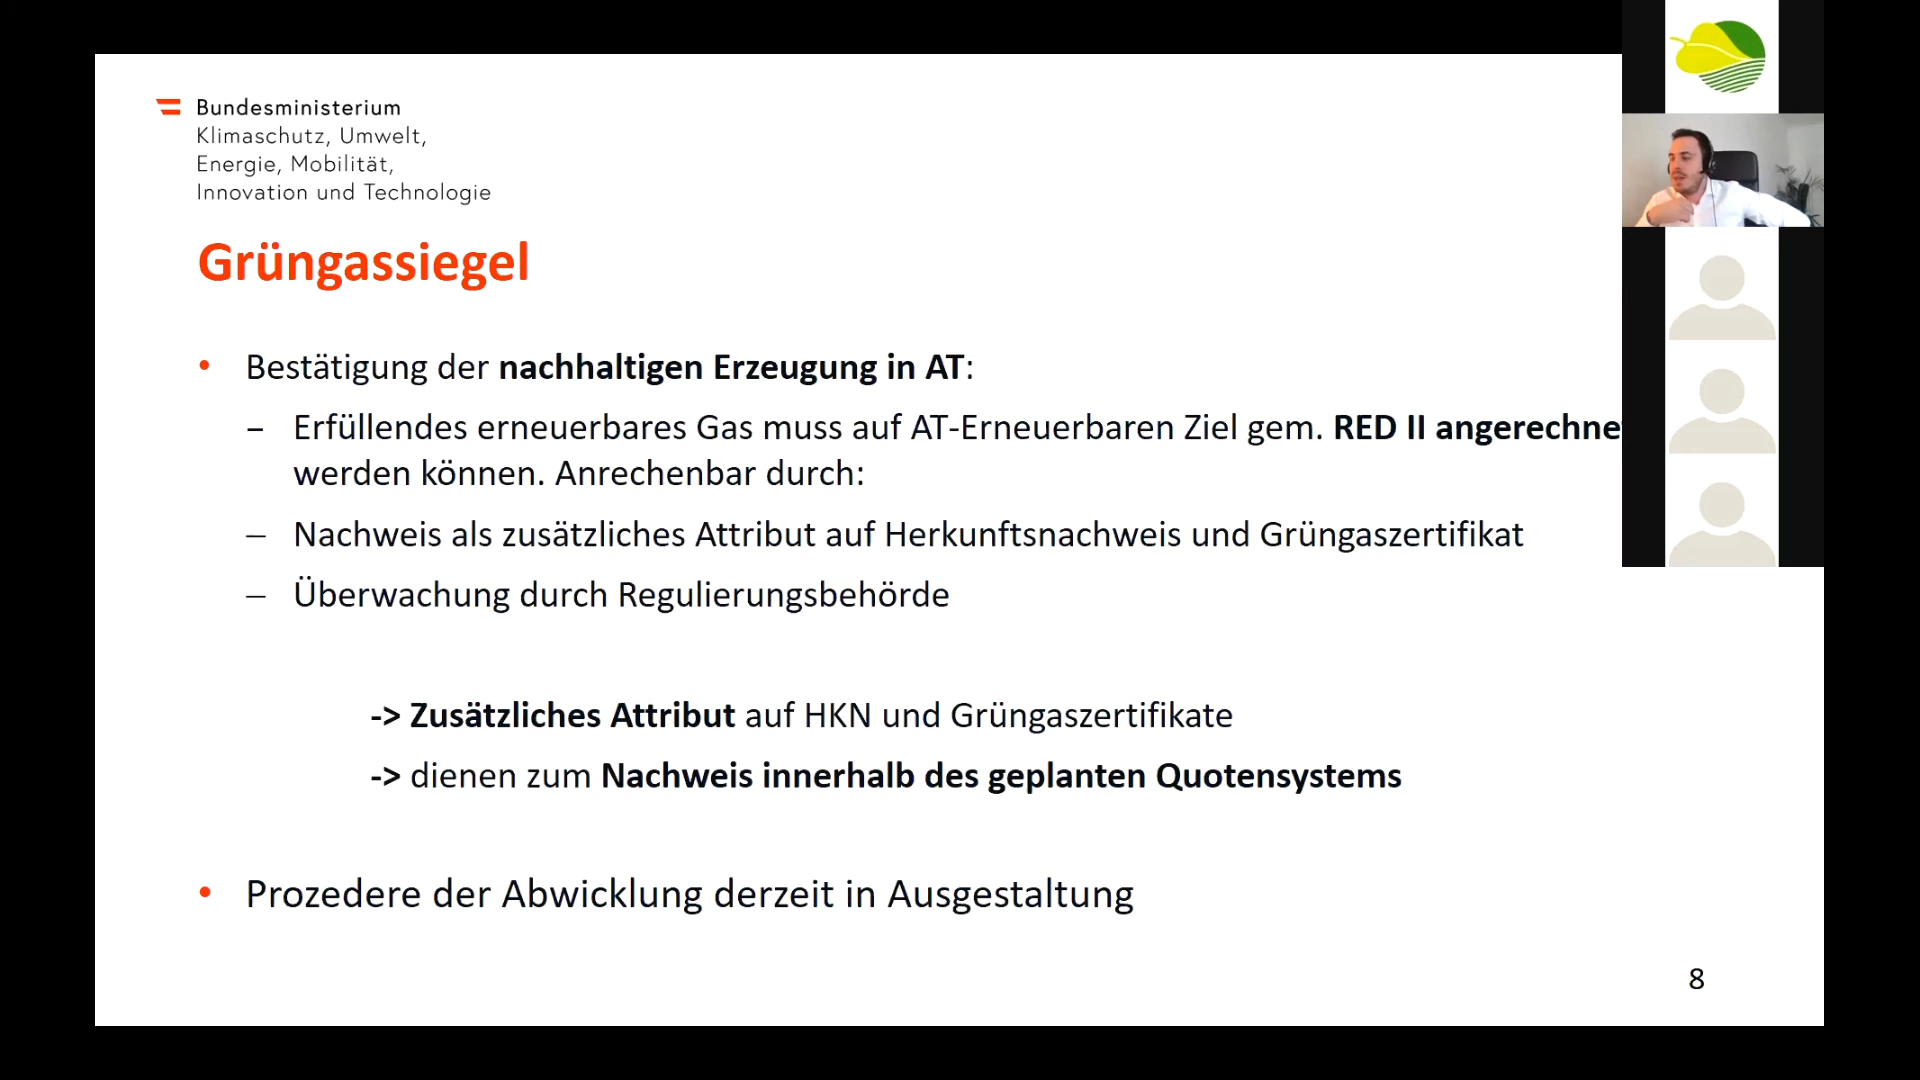 Bundesministerium
Klimaschutz, Umwelt,
Energie, Mobilität,
Innovation und Technologie
Grüngassiegel
• Bestätigung der nachhaltigen Erzeugung in AT:
– Erfüllendes erneuerbares Gas muss auf AT-Erneuerbaren Ziel gem. RED II angerechne
werden können. Anrechenbar durch:
– Nachweis als zusätzliches Attribut auf Herkunftsnachweis und Grüngaszertifikat
– Überwachung durch Regulierungsbehörde
-> Zusätzliches Attribut auf HKN und Grüngaszertifikate
-> dienen zum Nachweis innerhalb des geplanten Quotensystems
• Prozedere der Abwicklung derzeit in Ausgestaltung
8